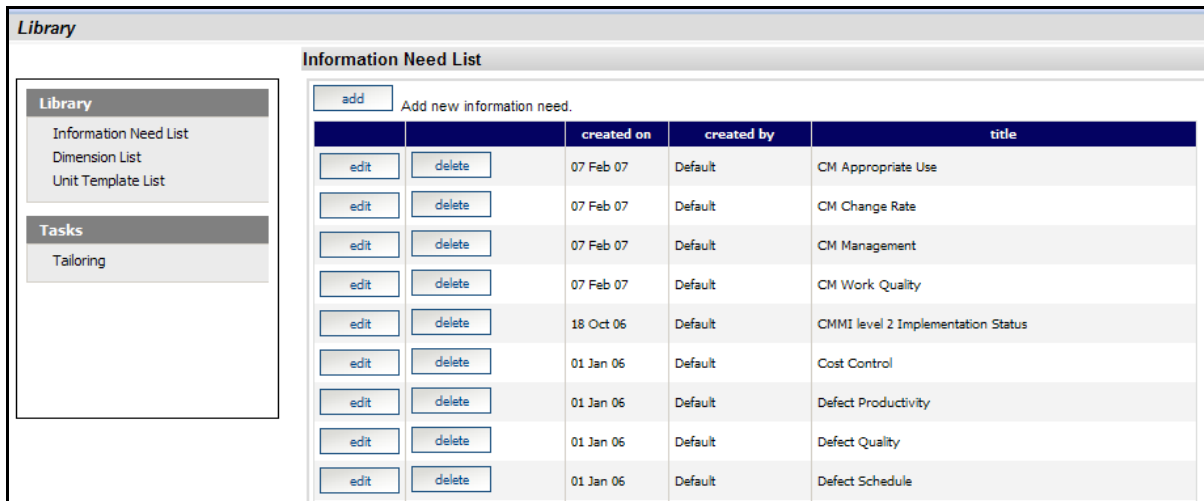 Library
Information Need List
Library
Information Need List
Dimension List
Unit Template List
Tasks
Tailoring
add Add new information need.
created on created by title
edit delete 07 Feb 07 Default CM Appropriate Use
edit delete 07 Feb 07 Default CM Change Rate
edit delete 07 Feb 07 Default CM Management
edit delete 07 Feb 07 Default CM Work Quality
edit delete 18 Oct 06 Default CMMI level 2 Implementation Status
edit delete 01 Jan 06 Default Cost Control
edit delete 01 Jan 06 Default Defect Productivity
edit delete 01 Jan 06 Default Defect Quality
edit delete 01 Jan 06 Default Defect Schedule